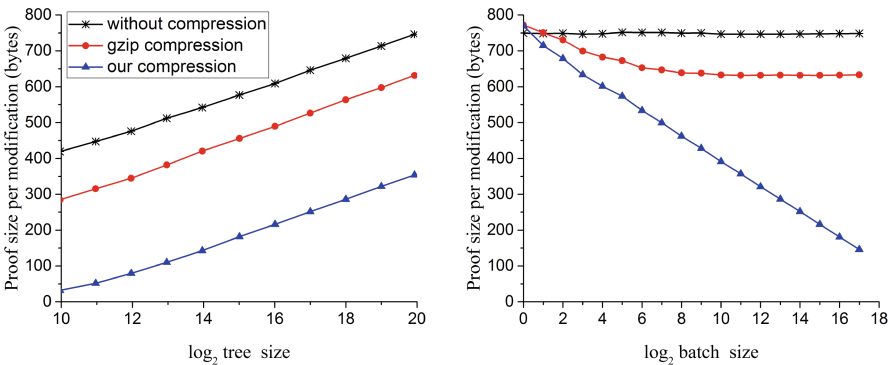 without compression
gzip compression
our compression
Proof size per modification (bytes)
800
700
600
500
400
300
200
100
0
10 12 14 16 18 20
log2 tree size
Proof size per modification (bytes)
800
700
600
500
400
300
200
100
0
0 2 4 6 8 10 12 14 16 18
log2 batch size